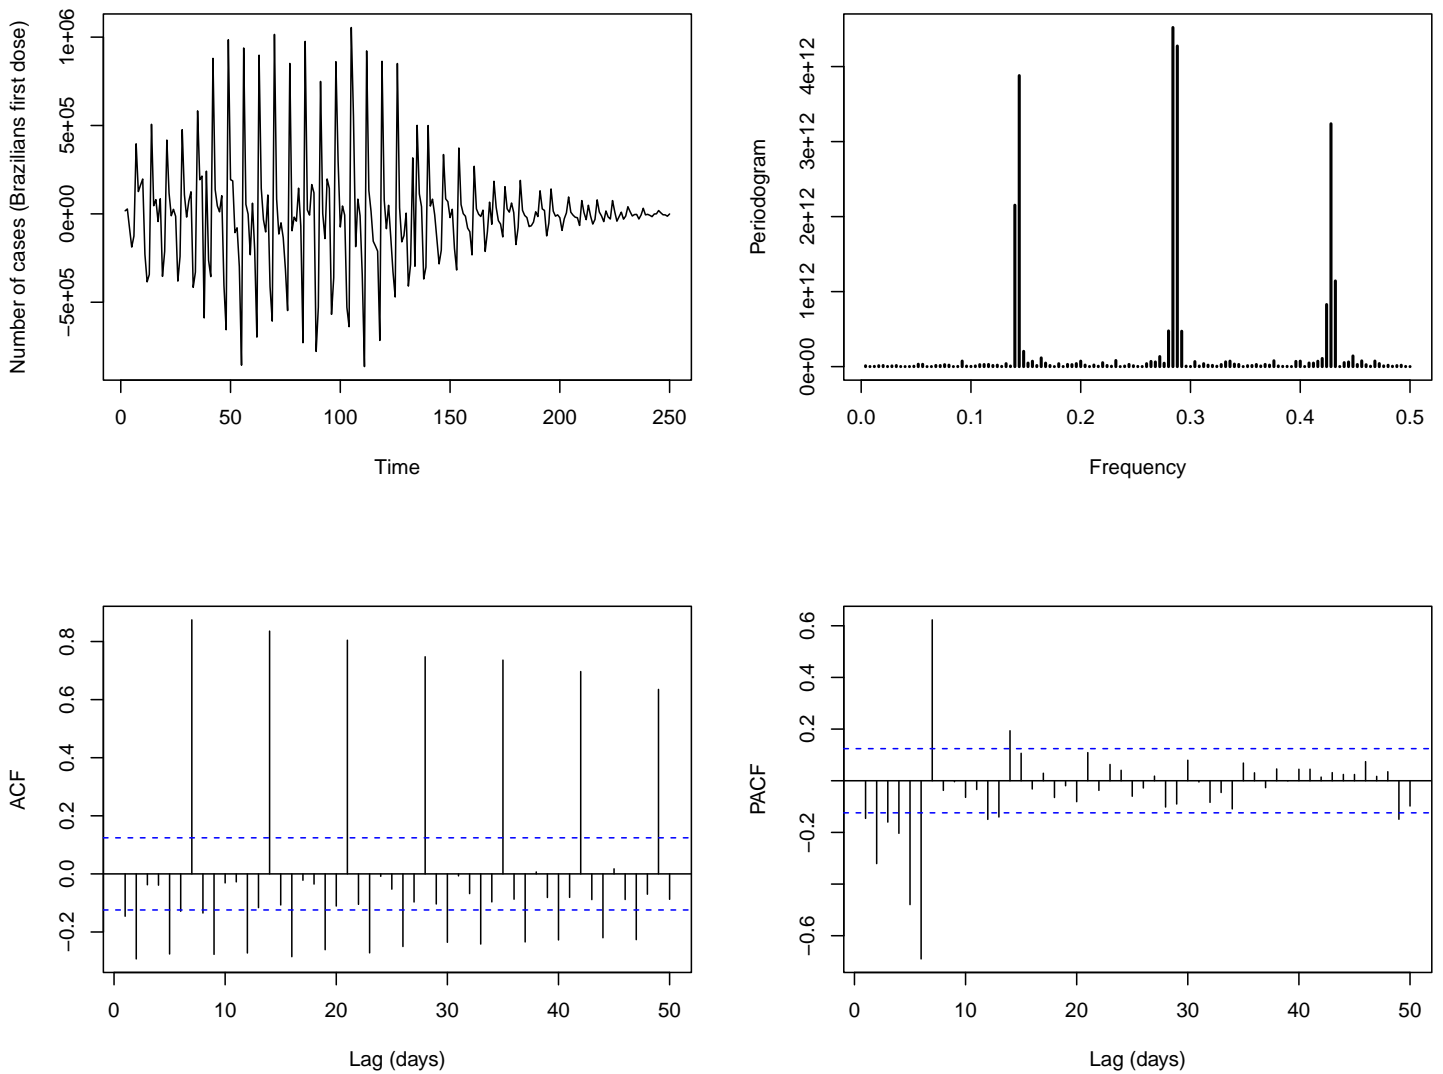 Number of cases (Brazilians first dose)
1e+06
5e+05
0e+00
−5e+05
0 50 100 150 200 250
Time
Periodogram
4e+12
3e+12
2e+12
1e+12
0e+00
0.0 0.1 0.2 0.3 0.4 0.5
Frequency
ACF
0.8
0.6
0.4
0.2
0.0
−0.2
0 10 20 30 40 50
Lag (days)
PACF
0.6
0.4
0.2
−0.2
−0.6
0 10 20 30 40 50
Lag (days)